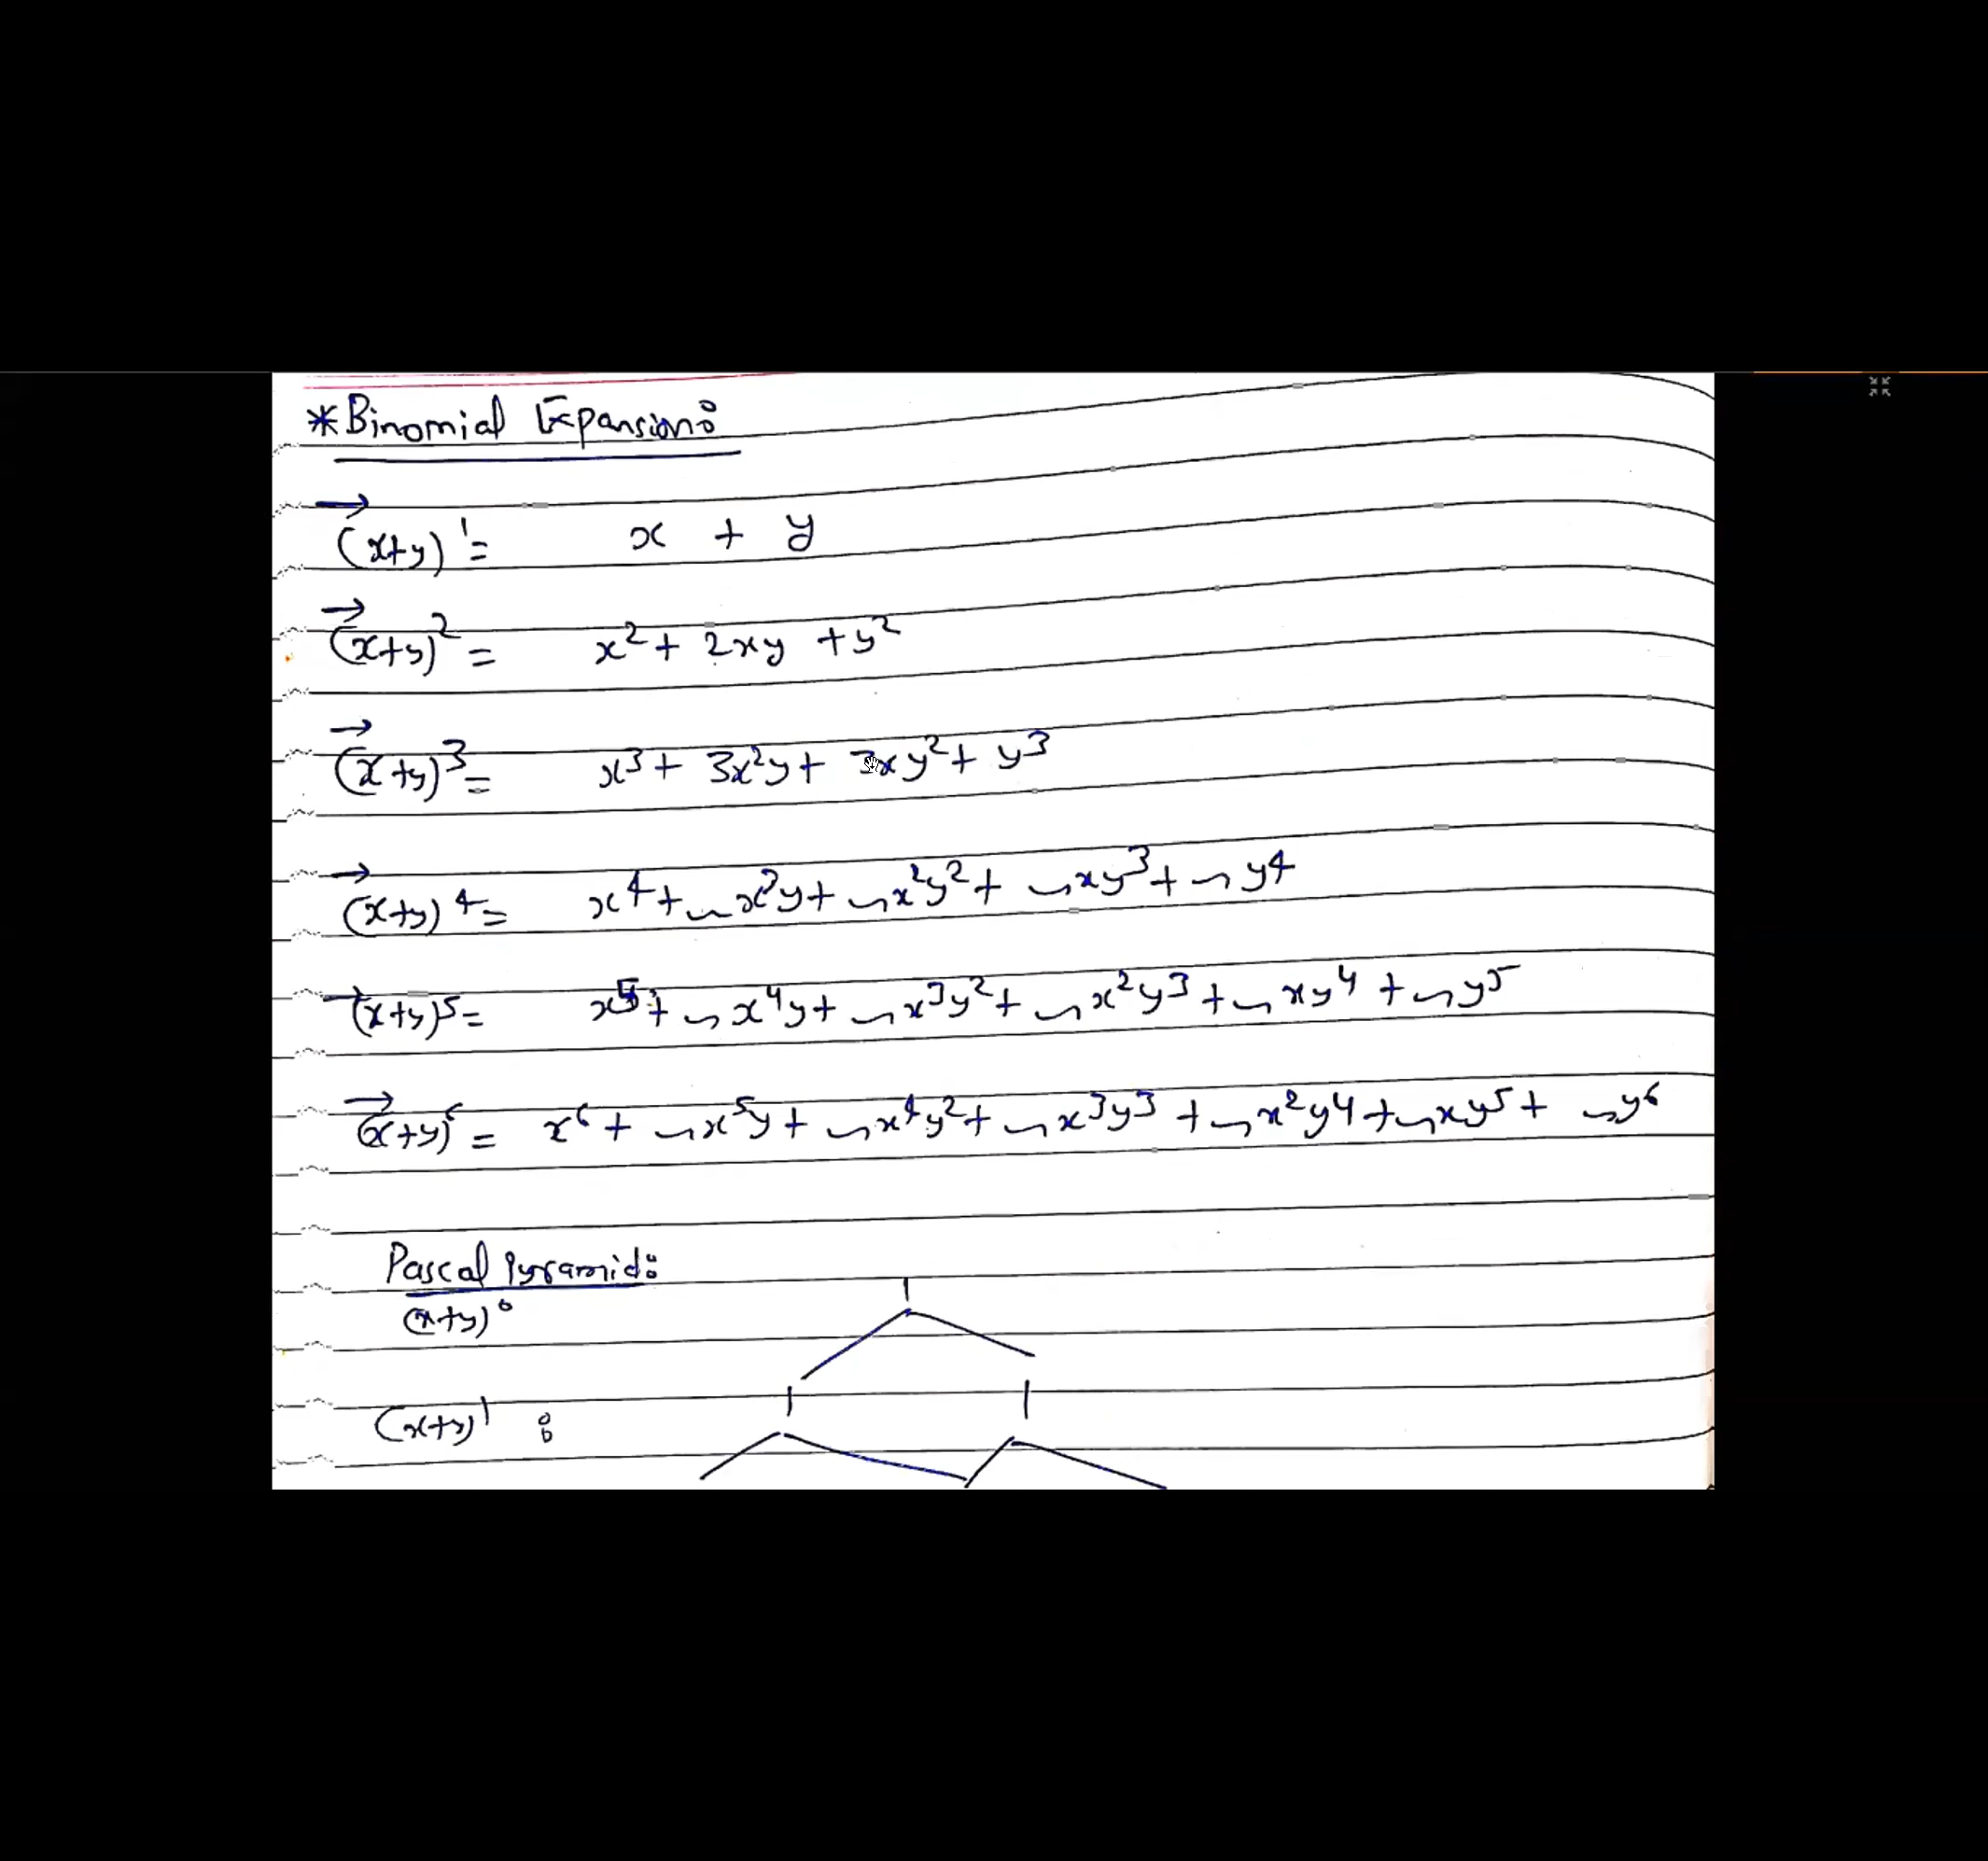 *Binomial Expansion:
→ (x+y)¹ = x + y
→ (x+y)² = x² + 2xy + y²
→ (x+y)³ = x³ + 3x²y + 3xy² + y³
→ (x+y)⁴ = x⁴ + ~ x³y + ~ x²y² + ~ xy³ + ~ y⁴
→ (x+y)⁵ = x⁵ + ~ x⁴y + ~ x³y² + ~ x²y³ + ~ xy⁴ + ~ y⁵
→ (x+y)⁶ = x⁶ + ~ x⁵y + ~ x⁴y² + ~ x³y³ + ~ x²y⁴ + ~ xy⁵ + ~ y⁶
Pascal Pyramid:
(x+y)⁰ 1
(x+y)¹ : 1 1